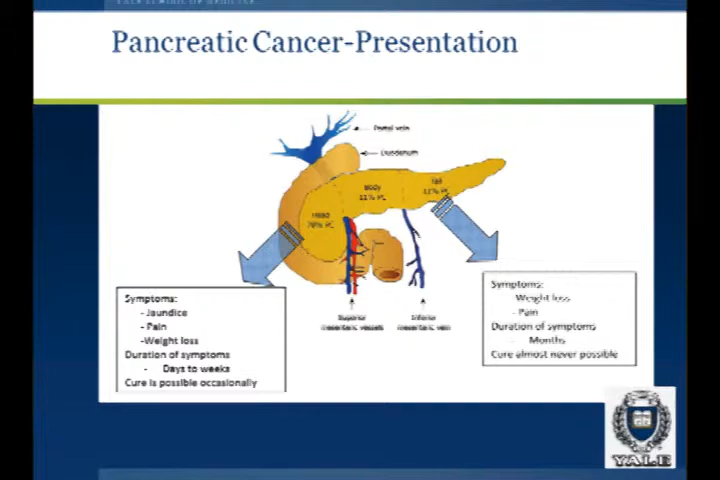 Pancreatic Cancer-Presentation
Portal vein
Duodenum
Tail
Body
11% PC
Head
Symptoms:
- Jaundice
- Pain
-Weight loss
Duration of symptoms
- Days to weeks
Cure is possible occasionally
Superior
mesenteric vessels
Inferior
mesenteric vein
Symptoms:
Weight loss
- Pain
Duration of symptoms
Months
Cure almost never possible
YALE